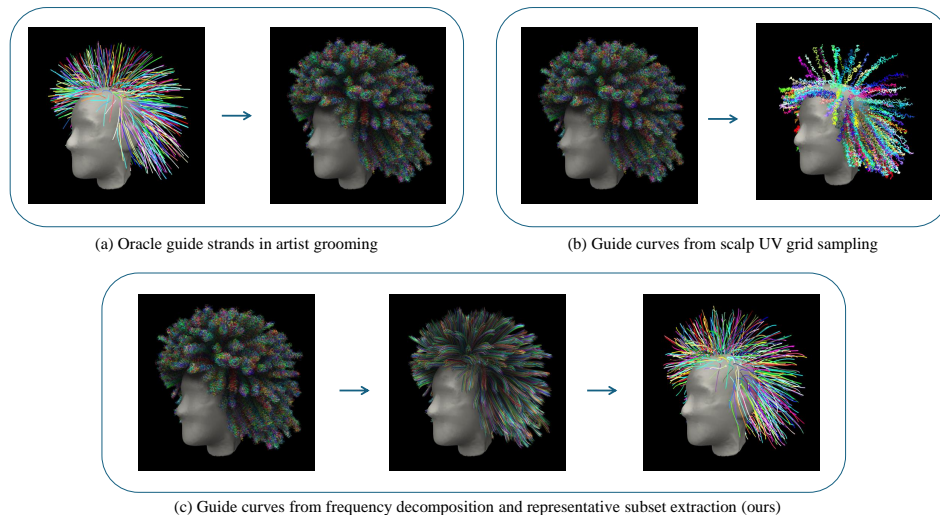 (a) Oracle guide strands in artist grooming
(b) Guide curves from scalp UV grid sampling
(c) Guide curves from frequency decomposition and representative subset extraction (ours)